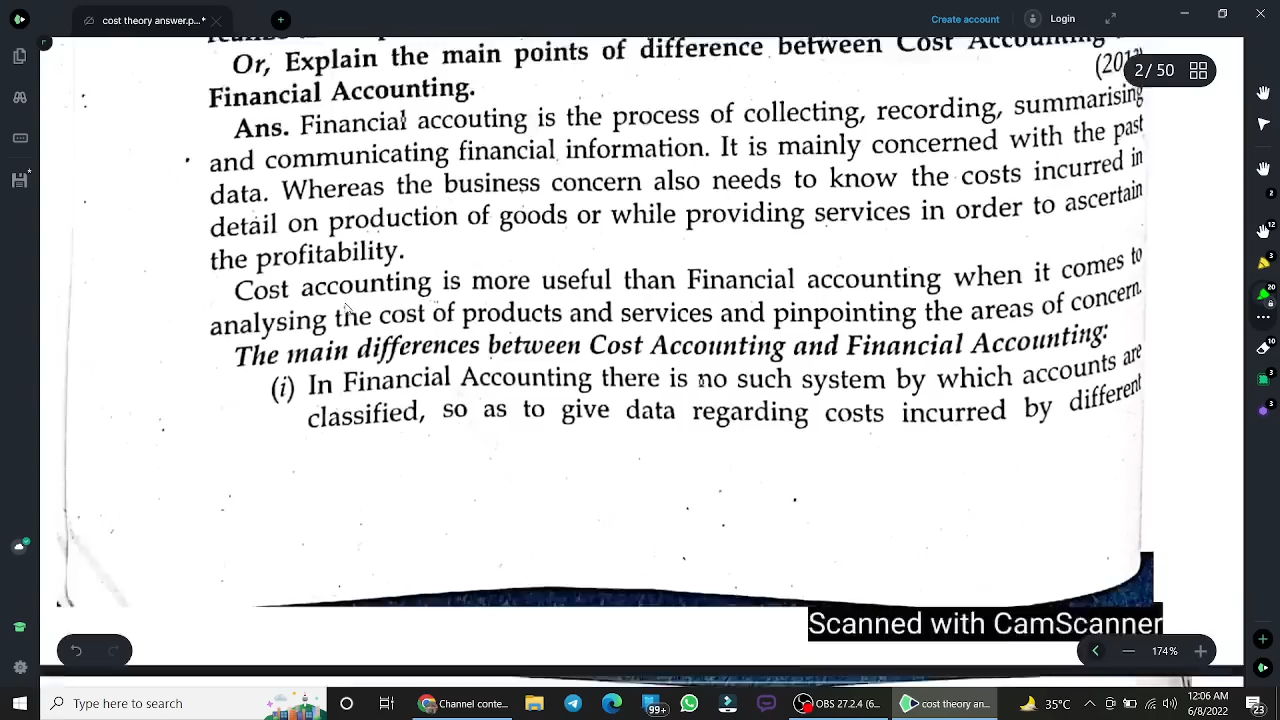 cost theory answer.p...
Create account
Login
Or, Explain the main points of difference between Cost Accounting
2/50
Financial Accounting.
Ans. Financial accouting is the process of collecting, recording, summarising
and communicating financial information. It is mainly concerned with the past
data. Whereas the business concern also needs to know the costs incurred in
detail on production of goods or while providing services in order to ascertain
the profitability.
Cost accounting is more useful than Financial accounting when it comes to
analysing the cost of products and services and pinpointing the areas of concern.
The main differences between Cost Accounting and Financial Accounting:
(i) In Financial Accounting there is no such system by which accounts are
classified, so as to give data regarding costs incurred by different
Scanned with CamScanner
174%
Type here to search
Channel conte...
99+
OBS 27.2.4 (6...
cost theory an...
35°C
12:06 AM
6/8/2022
23
2
12
3
20
10
3
3